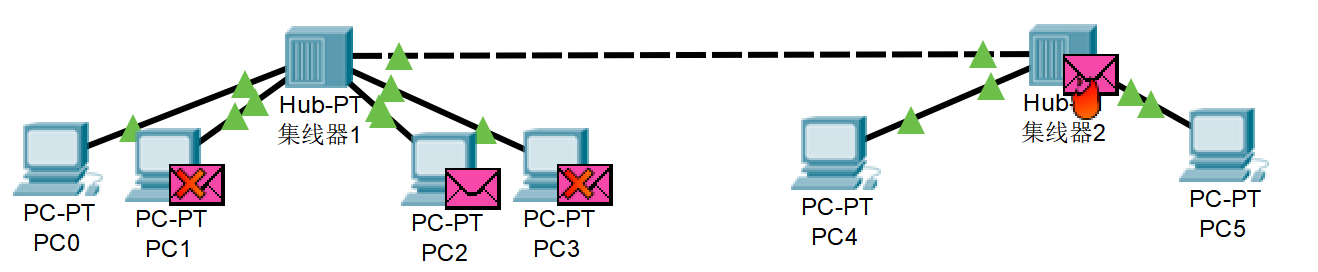 Hub-PT
集线器1
Hub-
集线器2
PC-PT
PC0
PC-PT
PC1
PC-PT
PC2
PC-PT
PC3
PC-PT
PC4
PC-PT
PC5